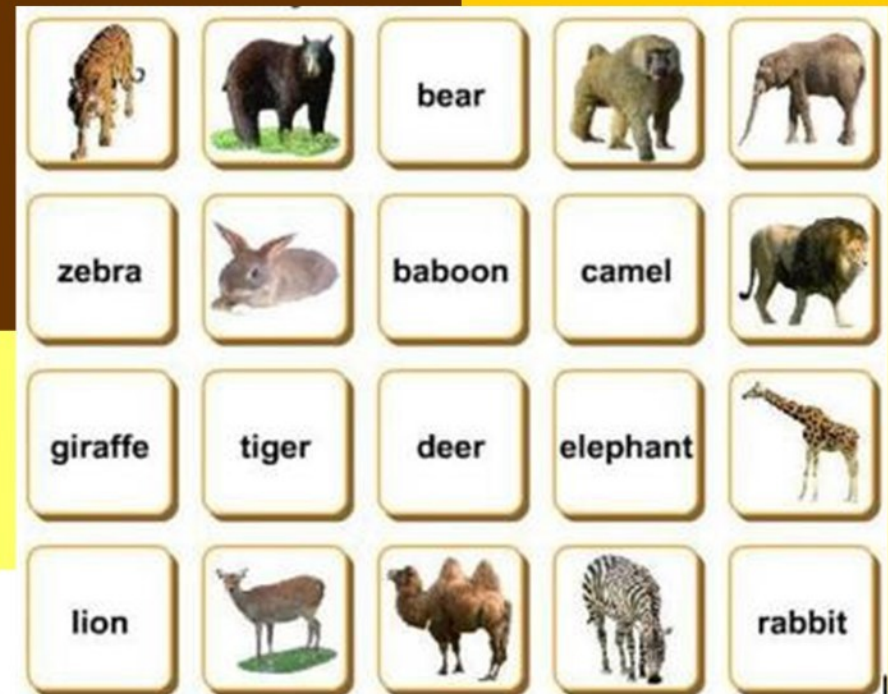 bear
zebra
baboon
camel
giraffe
tiger
deer
elephant
lion
rabbit